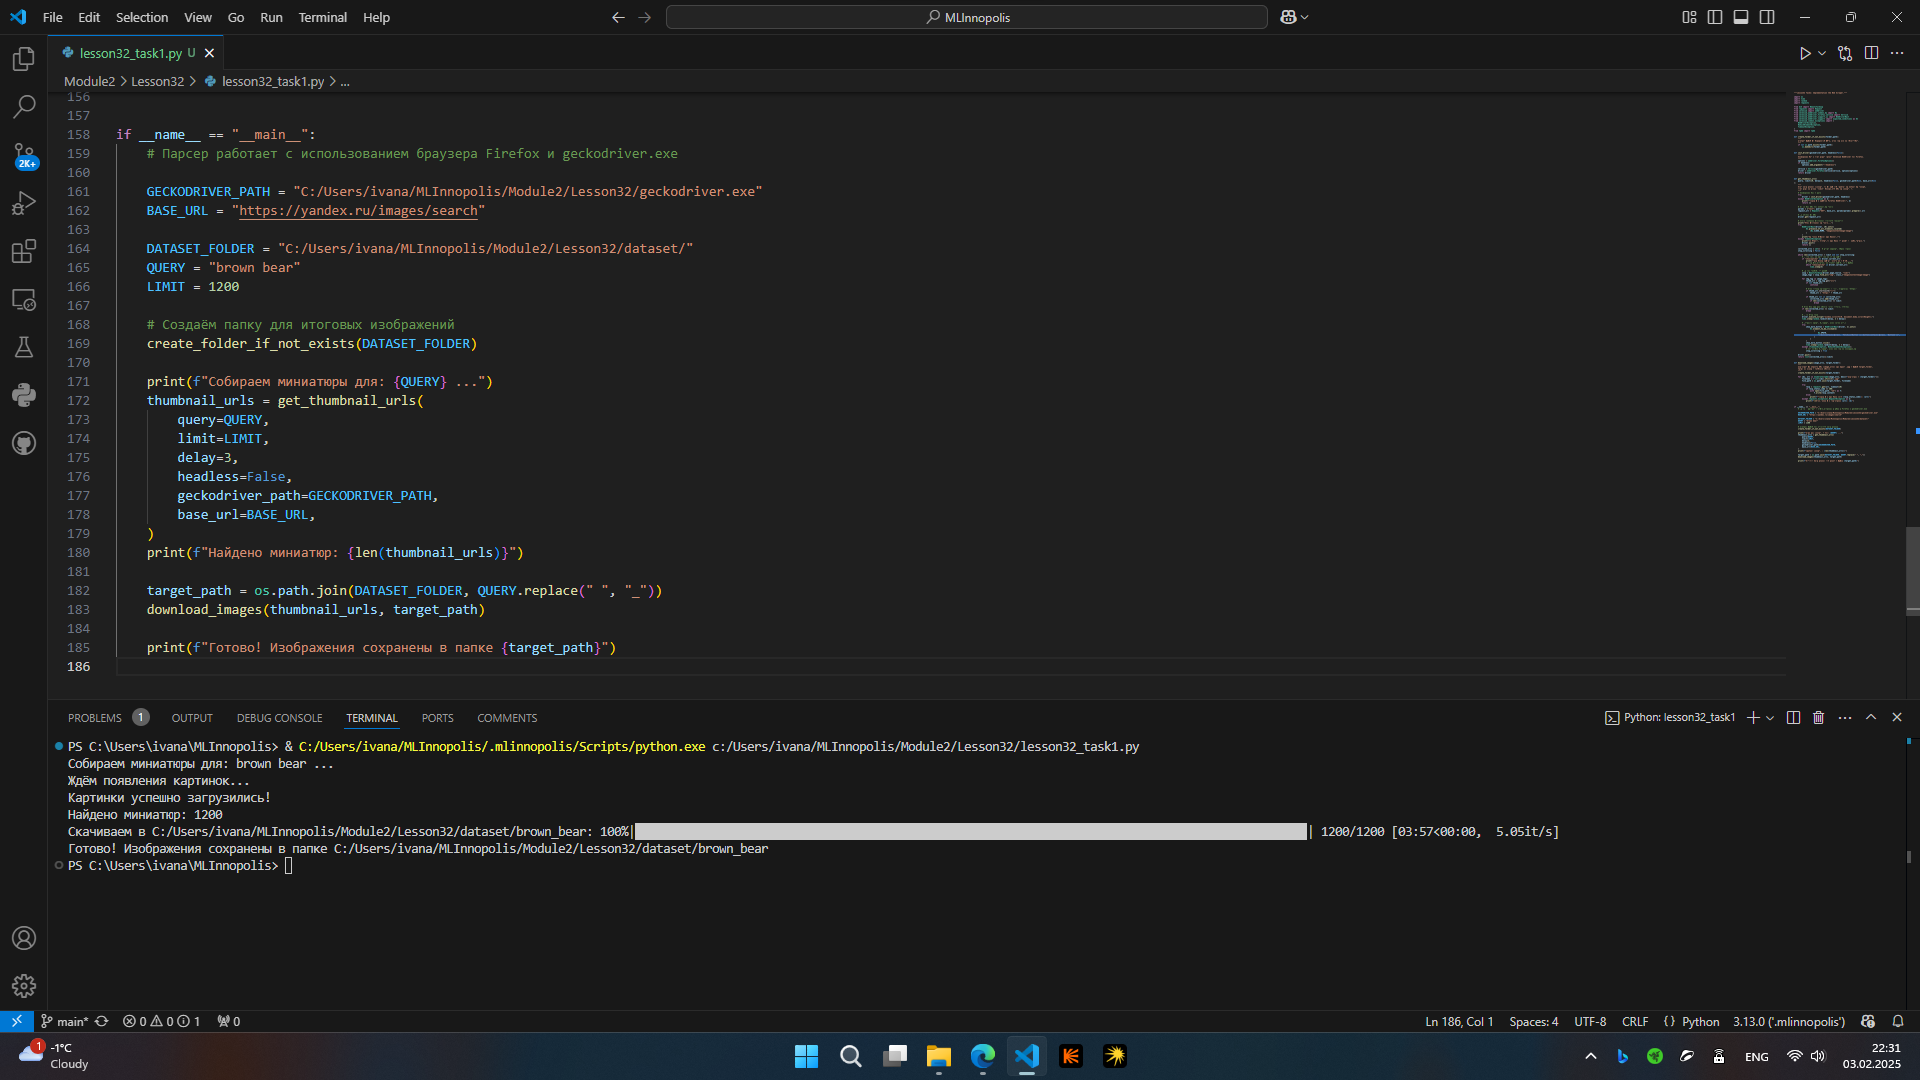 File Edit Selection View Go Run Terminal Help
MLInnopolis
lesson32_task1.py U
Module2 > Lesson32 > lesson32_task1.py > ...
2K+
156
157
158 if __name__ == "__main__":
159 # Парсер работает с использованием браузера Firefox и geckodriver.exe
160
161 GECKODRIVER_PATH = "C:/Users/ivana/MLInnopolis/Module2/Lesson32/geckodriver.exe"
162 BASE_URL = "https://yandex.ru/images/search"
163
164 DATASET_FOLDER = "C:/Users/ivana/MLInnopolis/Module2/Lesson32/dataset/"
165 QUERY = "brown bear"
166 LIMIT = 1200
167
168 # Создаём папку для итоговых изображений
169 create_folder_if_not_exists(DATASET_FOLDER)
170
171 print(f"Собираем миниатюры для: {QUERY} ...")
172 thumbnail_urls = get_thumbnail_urls(
173 query=QUERY,
174 limit=LIMIT,
175 delay=3,
176 headless=False,
177 geckodriver_path=GECKODRIVER_PATH,
178 base_url=BASE_URL,
179 )
180 print(f"Найдено миниатюр: {len(thumbnail_urls)}")
181
182 target_path = os.path.join(DATASET_FOLDER, QUERY.replace(" ", "_"))
183 download_images(thumbnail_urls, target_path)
184
185 print(f"Готово! Изображения сохранены в папке {target_path}")
186
PROBLEMS 1 OUTPUT DEBUG CONSOLE TERMINAL PORTS COMMENTS
Python: lesson32_task1
PS C:\Users\ivana\MLInnopolis> & C:/Users/ivana/MLInnopolis/.mlinnopolis/Scripts/python.exe c:/Users/ivana/MLInnopolis/Module2/Lesson32/lesson32_task1.py
Собираем миниатюры для: brown bear ...
Ждём появления картинок...
Картинки успешно загрузились!
Найдено миниатюр: 1200
Скачиваем в C:/Users/ivana/MLInnopolis/Module2/Lesson32/dataset/brown_bear: 100%| | 1200/1200 [03:57<00:00, 5.05it/s]
Готово! Изображения сохранены в папке C:/Users/ivana/MLInnopolis/Module2/Lesson32/dataset/brown_bear
PS C:\Users\ivana\MLInnopolis>
main* 0 0 1 0
Ln 186, Col 1 Spaces: 4 UTF-8 CRLF {} Python 3.13.0 ('.mlinnopolis')
1 -1°C
Cloudy
ENG
22:31
03.02.2025